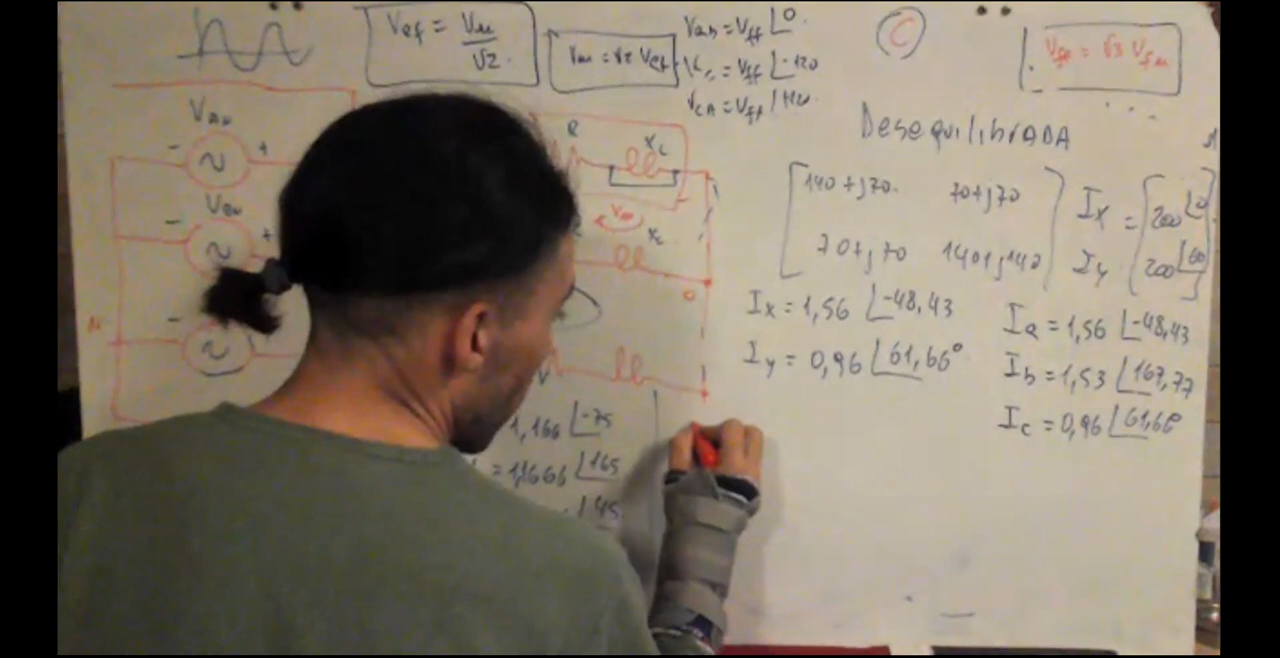 Vef = Vm / √2
Vm = √2 Vef
VAB = Vff ∠0
= Vff ∠-120
VCA = Vff
C
Vff = √3 Vfn
Desequilibrada
VAN
- +
R XL
VBN
- +
XL
N
-
O
140+j70 70+j70
70+j70 140+j140
Ix
Iy
=
200∠0
200∠60
Ix = 1,56 ∠-48,43
Iy = 0,96 ∠61,66°
Ia = 1,56 ∠-48,43
Ib = 1,53 ∠167,77
Ic = 0,96 ∠61,66°
1,166 ∠-75
= 1,1666 ∠165
∠45